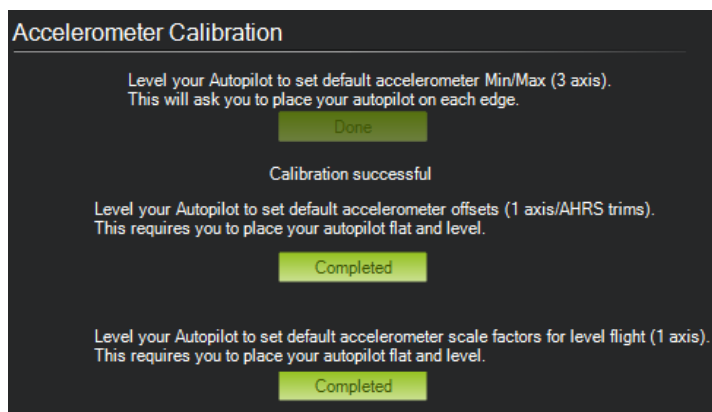 Accelerometer Calibration
Level your Autopilot to set default accelerometer Min/Max (3 axis).
This will ask you to place your autopilot on each edge.
Done
Calibration successful
Level your Autopilot to set default accelerometer offsets (1 axis/AHRS trims).
This requires you to place your autopilot flat and level.
Completed
Level your Autopilot to set default accelerometer scale factors for level flight (1 axis).
This requires you to place your autopilot flat and level.
Completed